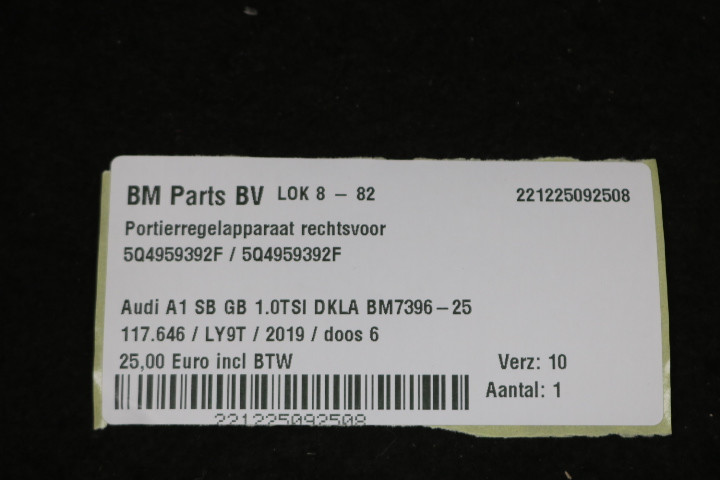 BM Parts BV LOK 8 – 82 221225092508
Portierregelapparaat rechtsvoor
5Q4959392F / 5Q4959392F
Audi A1 SB GB 1.0TSI DKLA BM7396–25
117.646 / LY9T / 2019 / doos 6
25,00 Euro incl BTW Verz: 10
Aantal: 1
221225092508